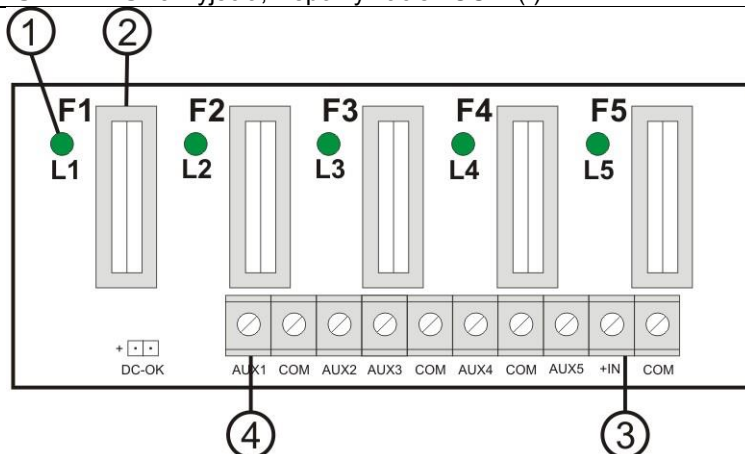 1 2
F1 F2 F3 F4 F5
L1 L2 L3 L4 L5
+
DC-OK AUX1 COM AUX2 AUX3 COM AUX4 COM AUX5 +IN COM
4 3